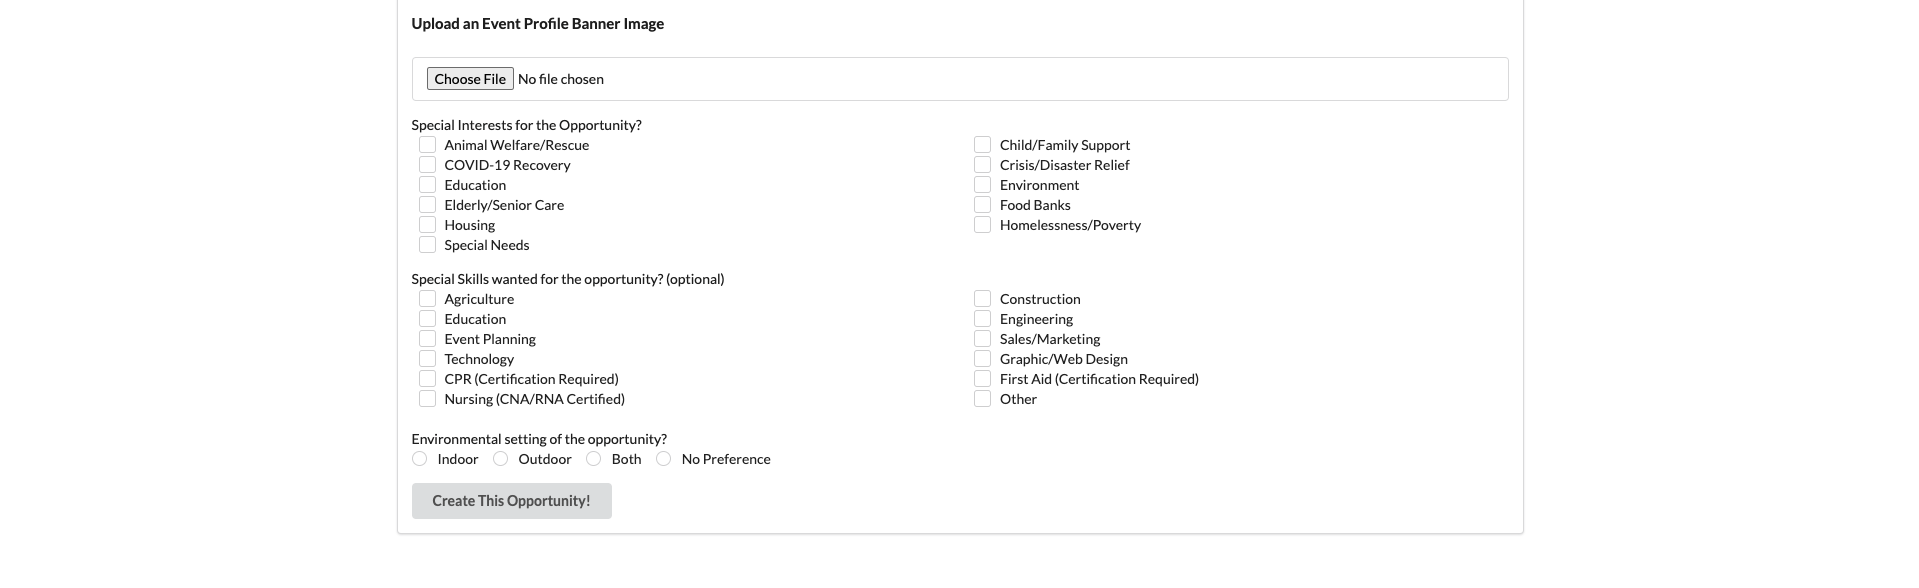 Upload an Event Profile Banner Image
Choose File No file chosen
Special Interests for the Opportunity?
Animal Welfare/Rescue Child/Family Support
COVID-19 Recovery Crisis/Disaster Relief
Education Environment
Elderly/Senior Care Food Banks
Housing Homelessness/Poverty
Special Needs
Special Skills wanted for the opportunity? (optional)
Agriculture Construction
Education Engineering
Event Planning Sales/Marketing
Technology Graphic/Web Design
CPR (Certification Required) First Aid (Certification Required)
Nursing (CNA/RNA Certified) Other
Environmental setting of the opportunity?
Indoor Outdoor Both No Preference
Create This Opportunity!